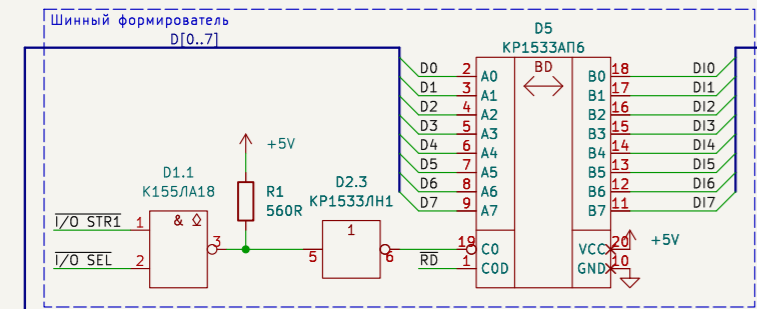 Шинный формирователь
D[0..7]
D5
КР1533АП6
BD
D0 2 A0 B0 18 DI0
D1 3 A1 B1 17 DI1
D2 4 A2 B2 16 DI2
D3 5 A3 B3 15 DI3
D4 6 A4 B4 14 DI4
D5 7 A5 B5 13 DI5
D6 8 A6 B6 12 DI6
D7 9 A7 B7 11 DI7
+5V
D1.1
К155ЛА18
R1
560R
D2.3
КР1533ЛН1
I/O STR1 1 & 3
I/O SEL 2
5 1 6
19 C0 VCC 20 +5V
RD 1 COD GND 10